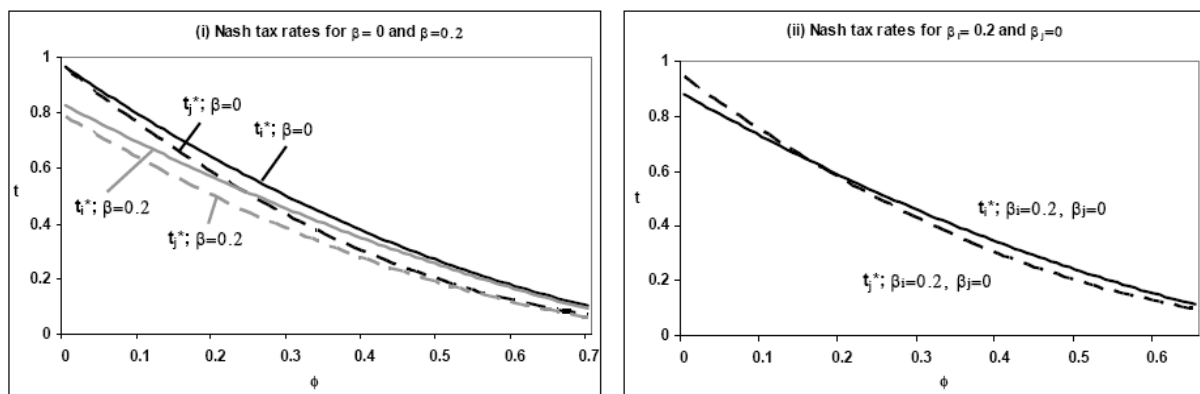 (i) Nash tax rates for β= 0 and β=0.2
1
0.8
0.6
t
0.4
0.2
0
tj*; β=0
ti*; β=0
ti*; β=0.2
tj*; β=0.2
0 0.1 0.2 0.3 0.4 0.5 0.6 0.7
ϕ
(ii) Nash tax rates for βi= 0.2 and βj=0
1
0.8
0.6
t
0.4
0.2
0
ti*; βi=0.2, βj=0
tj*; βi=0.2, βj=0
0 0.1 0.2 0.3 0.4 0.5 0.6
ϕ